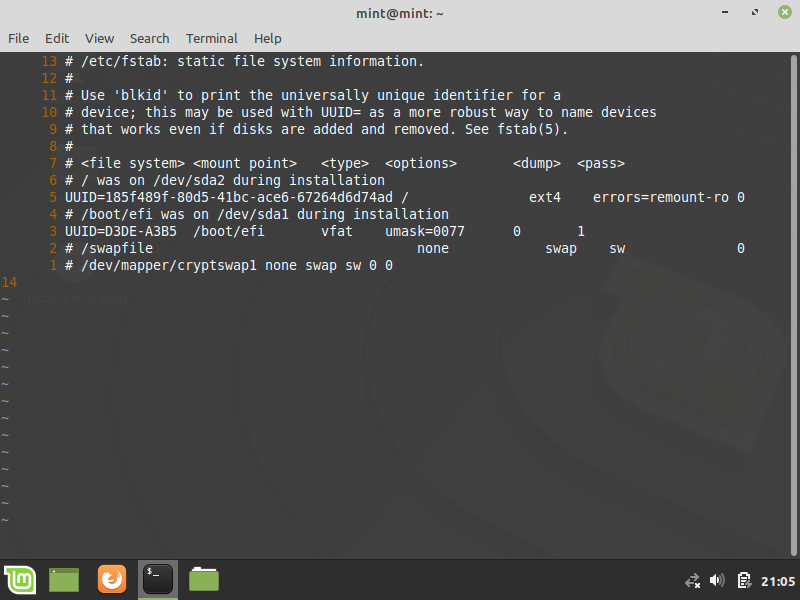 mint@mint: ~
File Edit View Search Terminal Help
13 # /etc/fstab: static file system information.
12 #
11 # Use 'blkid' to print the universally unique identifier for a
10 # device; this may be used with UUID= as a more robust way to name devices
9 # that works even if disks are added and removed. See fstab(5).
8 #
7 # <file system> <mount point>   <type>  <options>       <dump>  <pass>
6 # / was on /dev/sda2 during installation
5 UUID=185f489f-80d5-41bc-ace6-67264d6d74ad /               ext4    errors=remount-ro 0
4 # /boot/efi was on /dev/sda1 during installation
3 UUID=D3DE-A3B5  /boot/efi       vfat    umask=0077      0       1
2 # /swapfile                                 none            swap    sw              0
1 # /dev/mapper/cryptswap1 none swap sw 0 0
14
~
~
~
~
~
~
~
~
~
~
~
~
~
~
$_
21:05